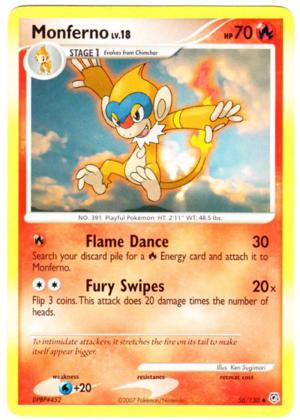 Monferno LV.18
HP 70
STAGE 1 Evolves from Chimchar
NO. 391 Playful Pokémon HT: 2'11" WT: 48.5 lbs.
Flame Dance 30
Search your discard pile for a Energy card and attach it to
Monferno.
Fury Swipes 20x
Flip 3 coins. This attack does 20 damage times the number of
heads.
To intimidate attackers, it stretches the fire on its tail to make
itself appear bigger.
weakness resistance retreat cost
+20
Illus. Ken Sugimori
DPBP#452 ©2007 Pokémon/Nintendo 56/130